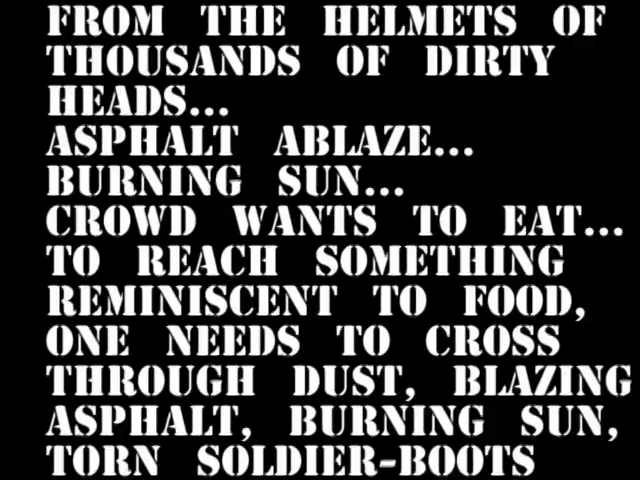 FROM THE HELMETS OF
THOUSANDS OF DIRTY
HEADS...
ASPHALT ABLAZE...
BURNING SUN...
CROWD WANTS TO EAT...
TO REACH SOMETHING
REMINISCENT TO FOOD,
ONE NEEDS TO CROSS
THROUGH DUST, BLAZING
ASPHALT, BURNING SUN,
TORN SOLDIER-BOOTS